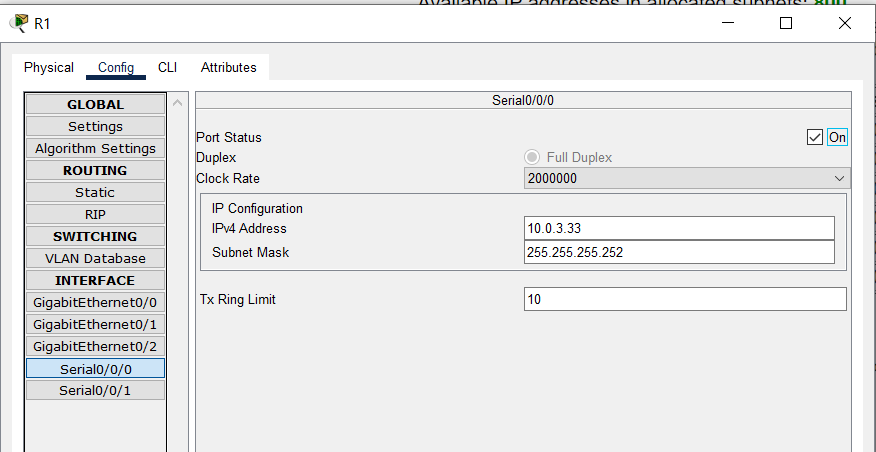 Available IP addresses in allocated subnets: 800
R1
Physical Config CLI Attributes
GLOBAL
Settings
Algorithm Settings
ROUTING
Static
RIP
SWITCHING
VLAN Database
INTERFACE
GigabitEthernet0/0
GigabitEthernet0/1
GigabitEthernet0/2
Serial0/0/0
Serial0/0/1
Serial0/0/0
Port Status On
Duplex Full Duplex
Clock Rate 2000000
IP Configuration
IPv4 Address 10.0.3.33
Subnet Mask 255.255.255.252
Tx Ring Limit 10